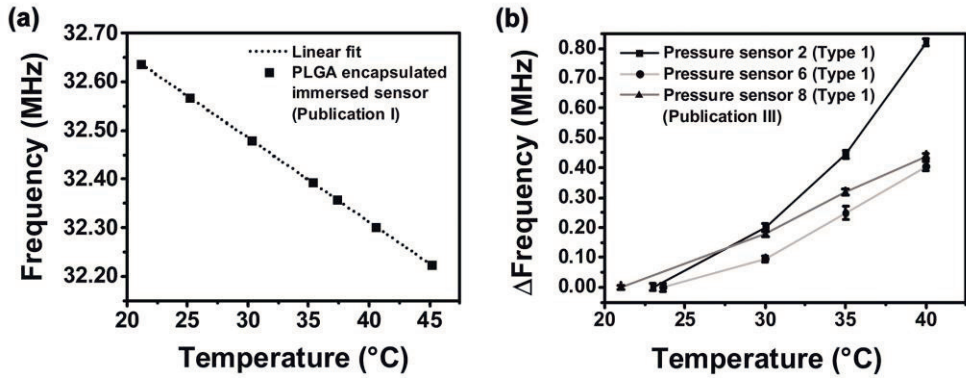 (a)
32.70
32.60
32.50
32.40
32.30
32.20
Frequency (MHz)
Linear fit
PLGA encapsulated
immersed sensor
(Publication I)
20 25 30 35 40 45
Temperature (°C)
(b)
0.80
0.70
0.60
0.50
0.40
0.30
0.20
0.10
0.00
ΔFrequency (MHz)
Pressure sensor 2 (Type 1)
Pressure sensor 6 (Type 1)
Pressure sensor 8 (Type 1)
(Publication III)
20 25 30 35 40
Temperature (°C)